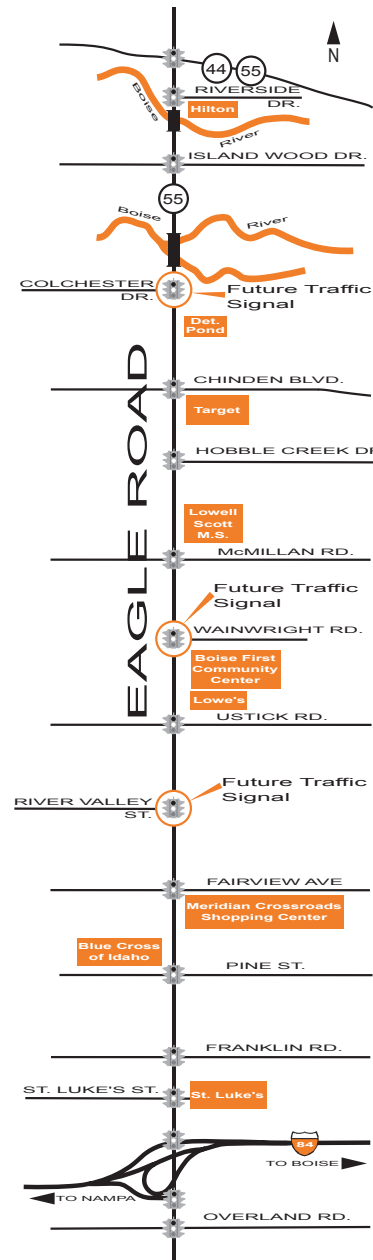 N
44
55
RIVERSIDE
DR.
Boise
Hilton
River
ISLAND WOOD DR.
55
Boise
River
COLCHESTER
DR.
Future Traffic
Signal
Det.
Pond
EAGLE ROAD
CHINDEN BLVD.
Target
HOBBLE CREEK DR
Lowell
Scott
M.S.
McMILLAN RD.
Future Traffic
Signal
WAINWRIGHT RD.
Boise First
Community
Center
Lowe's
USTICK RD.
Future Traffic
Signal
RIVER VALLEY
ST.
FAIRVIEW AVE
Meridian Crossroads
Shopping Center
Blue Cross
of Idaho
PINE ST.
FRANKLIN RD.
ST. LUKE'S ST.
St. Luke's
84
TO BOISE
TO NAMPA
OVERLAND RD.